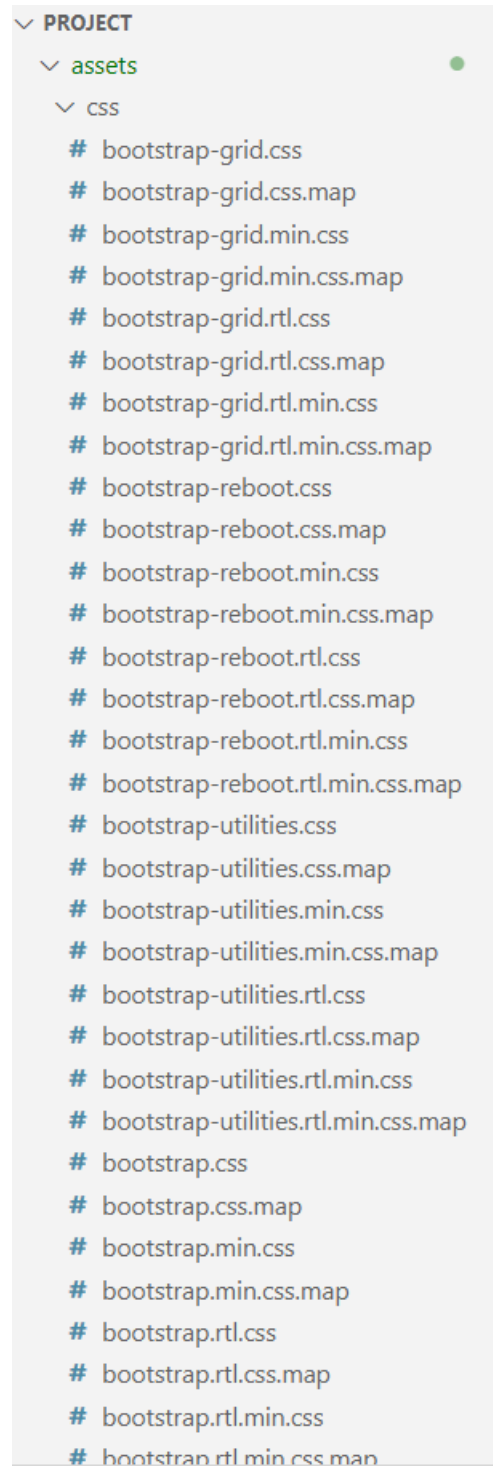 PROJECT
assets
css
# bootstrap-grid.css
# bootstrap-grid.css.map
# bootstrap-grid.min.css
# bootstrap-grid.min.css.map
# bootstrap-grid.rtl.css
# bootstrap-grid.rtl.css.map
# bootstrap-grid.rtl.min.css
# bootstrap-grid.rtl.min.css.map
# bootstrap-reboot.css
# bootstrap-reboot.css.map
# bootstrap-reboot.min.css
# bootstrap-reboot.min.css.map
# bootstrap-reboot.rtl.css
# bootstrap-reboot.rtl.css.map
# bootstrap-reboot.rtl.min.css
# bootstrap-reboot.rtl.min.css.map
# bootstrap-utilities.css
# bootstrap-utilities.css.map
# bootstrap-utilities.min.css
# bootstrap-utilities.min.css.map
# bootstrap-utilities.rtl.css
# bootstrap-utilities.rtl.css.map
# bootstrap-utilities.rtl.min.css
# bootstrap-utilities.rtl.min.css.map
# bootstrap.css
# bootstrap.css.map
# bootstrap.min.css
# bootstrap.min.css.map
# bootstrap.rtl.css
# bootstrap.rtl.css.map
# bootstrap.rtl.min.css
# bootstrap.rtl.min.css.map